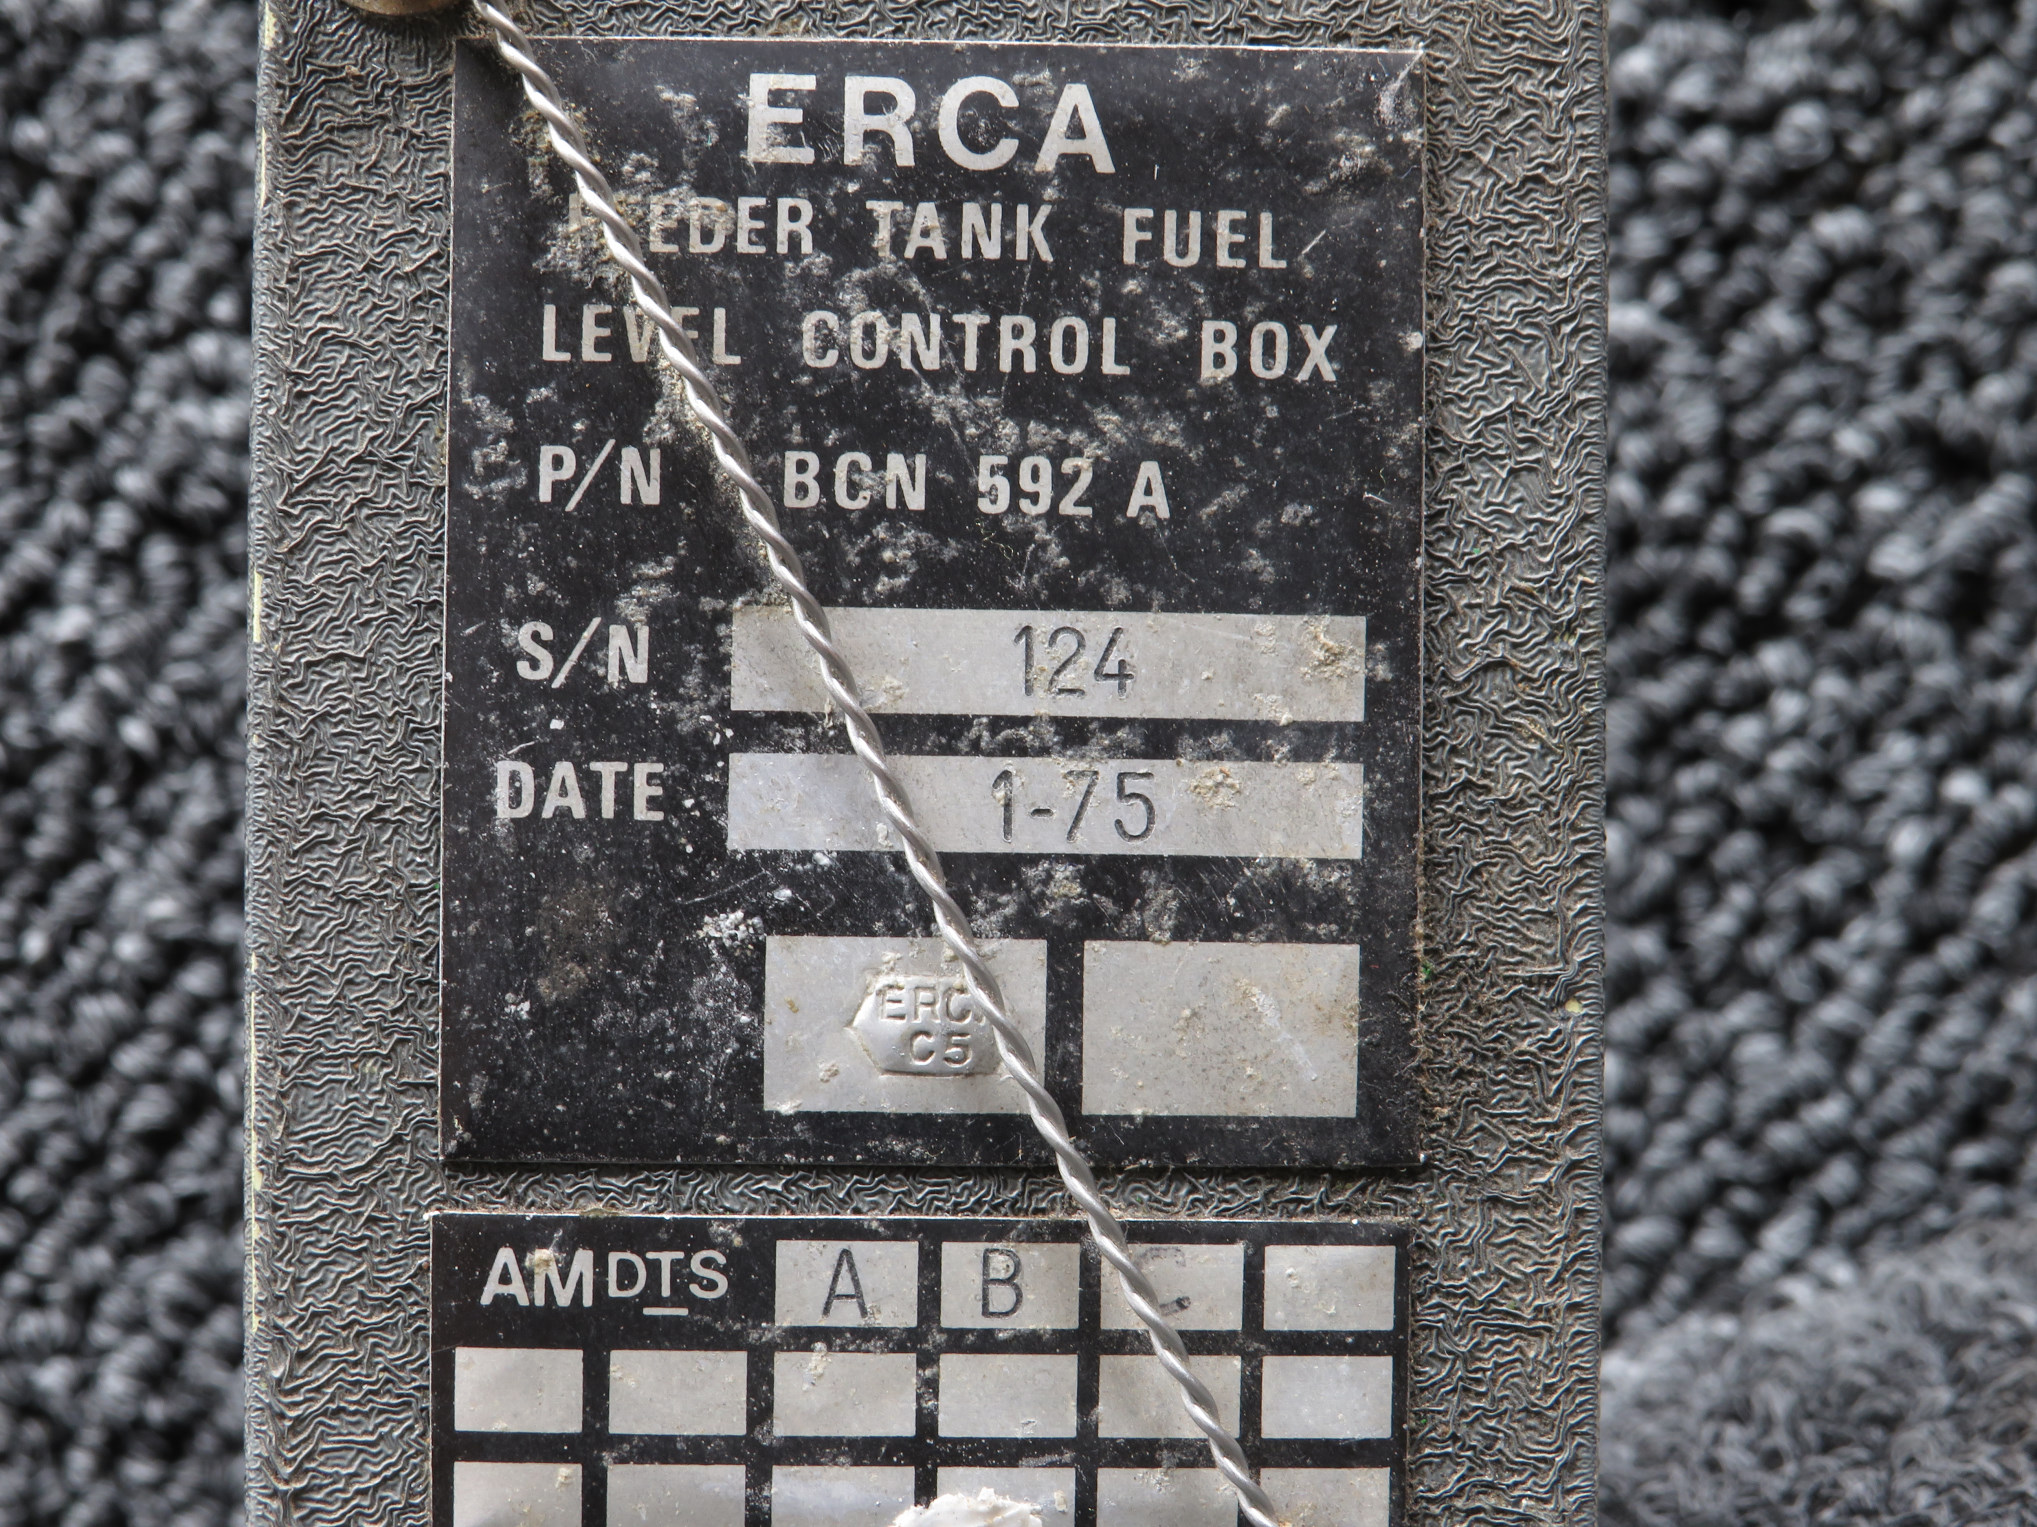 ERCA
FEEDER TANK FUEL
LEVEL CONTROL BOX
P/N BCN 592 A
S/N 124
DATE 1-75
ERC
C5
AMDTS A B